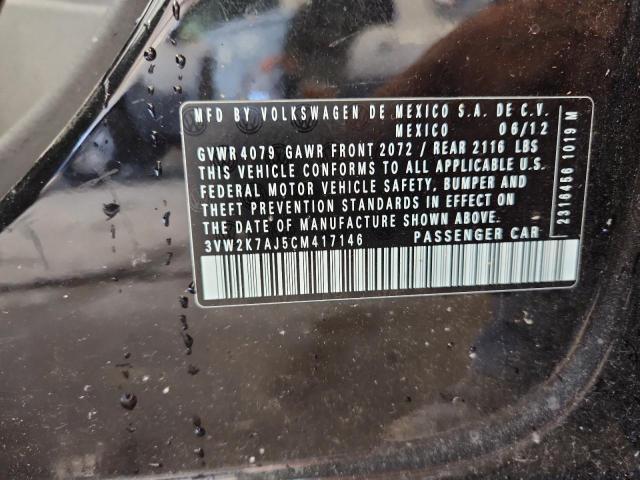 MFD BY VOLKSWAGEN DE MEXICO S.A. DE C.V.
MEXICO 06/12
GVWR 4079 GAWR FRONT 2072 / REAR 2116 LBS
THIS VEHICLE CONFORMS TO ALL APPLICABLE U.S.
FEDERAL MOTOR VEHICLE SAFETY, BUMPER AND
THEFT PREVENTION STANDARDS IN EFFECT ON
THE DATE OF MANUFACTURE SHOWN ABOVE.
3VW2K7AJ5CM417146 PASSENGER CAR
2316456 1019 M